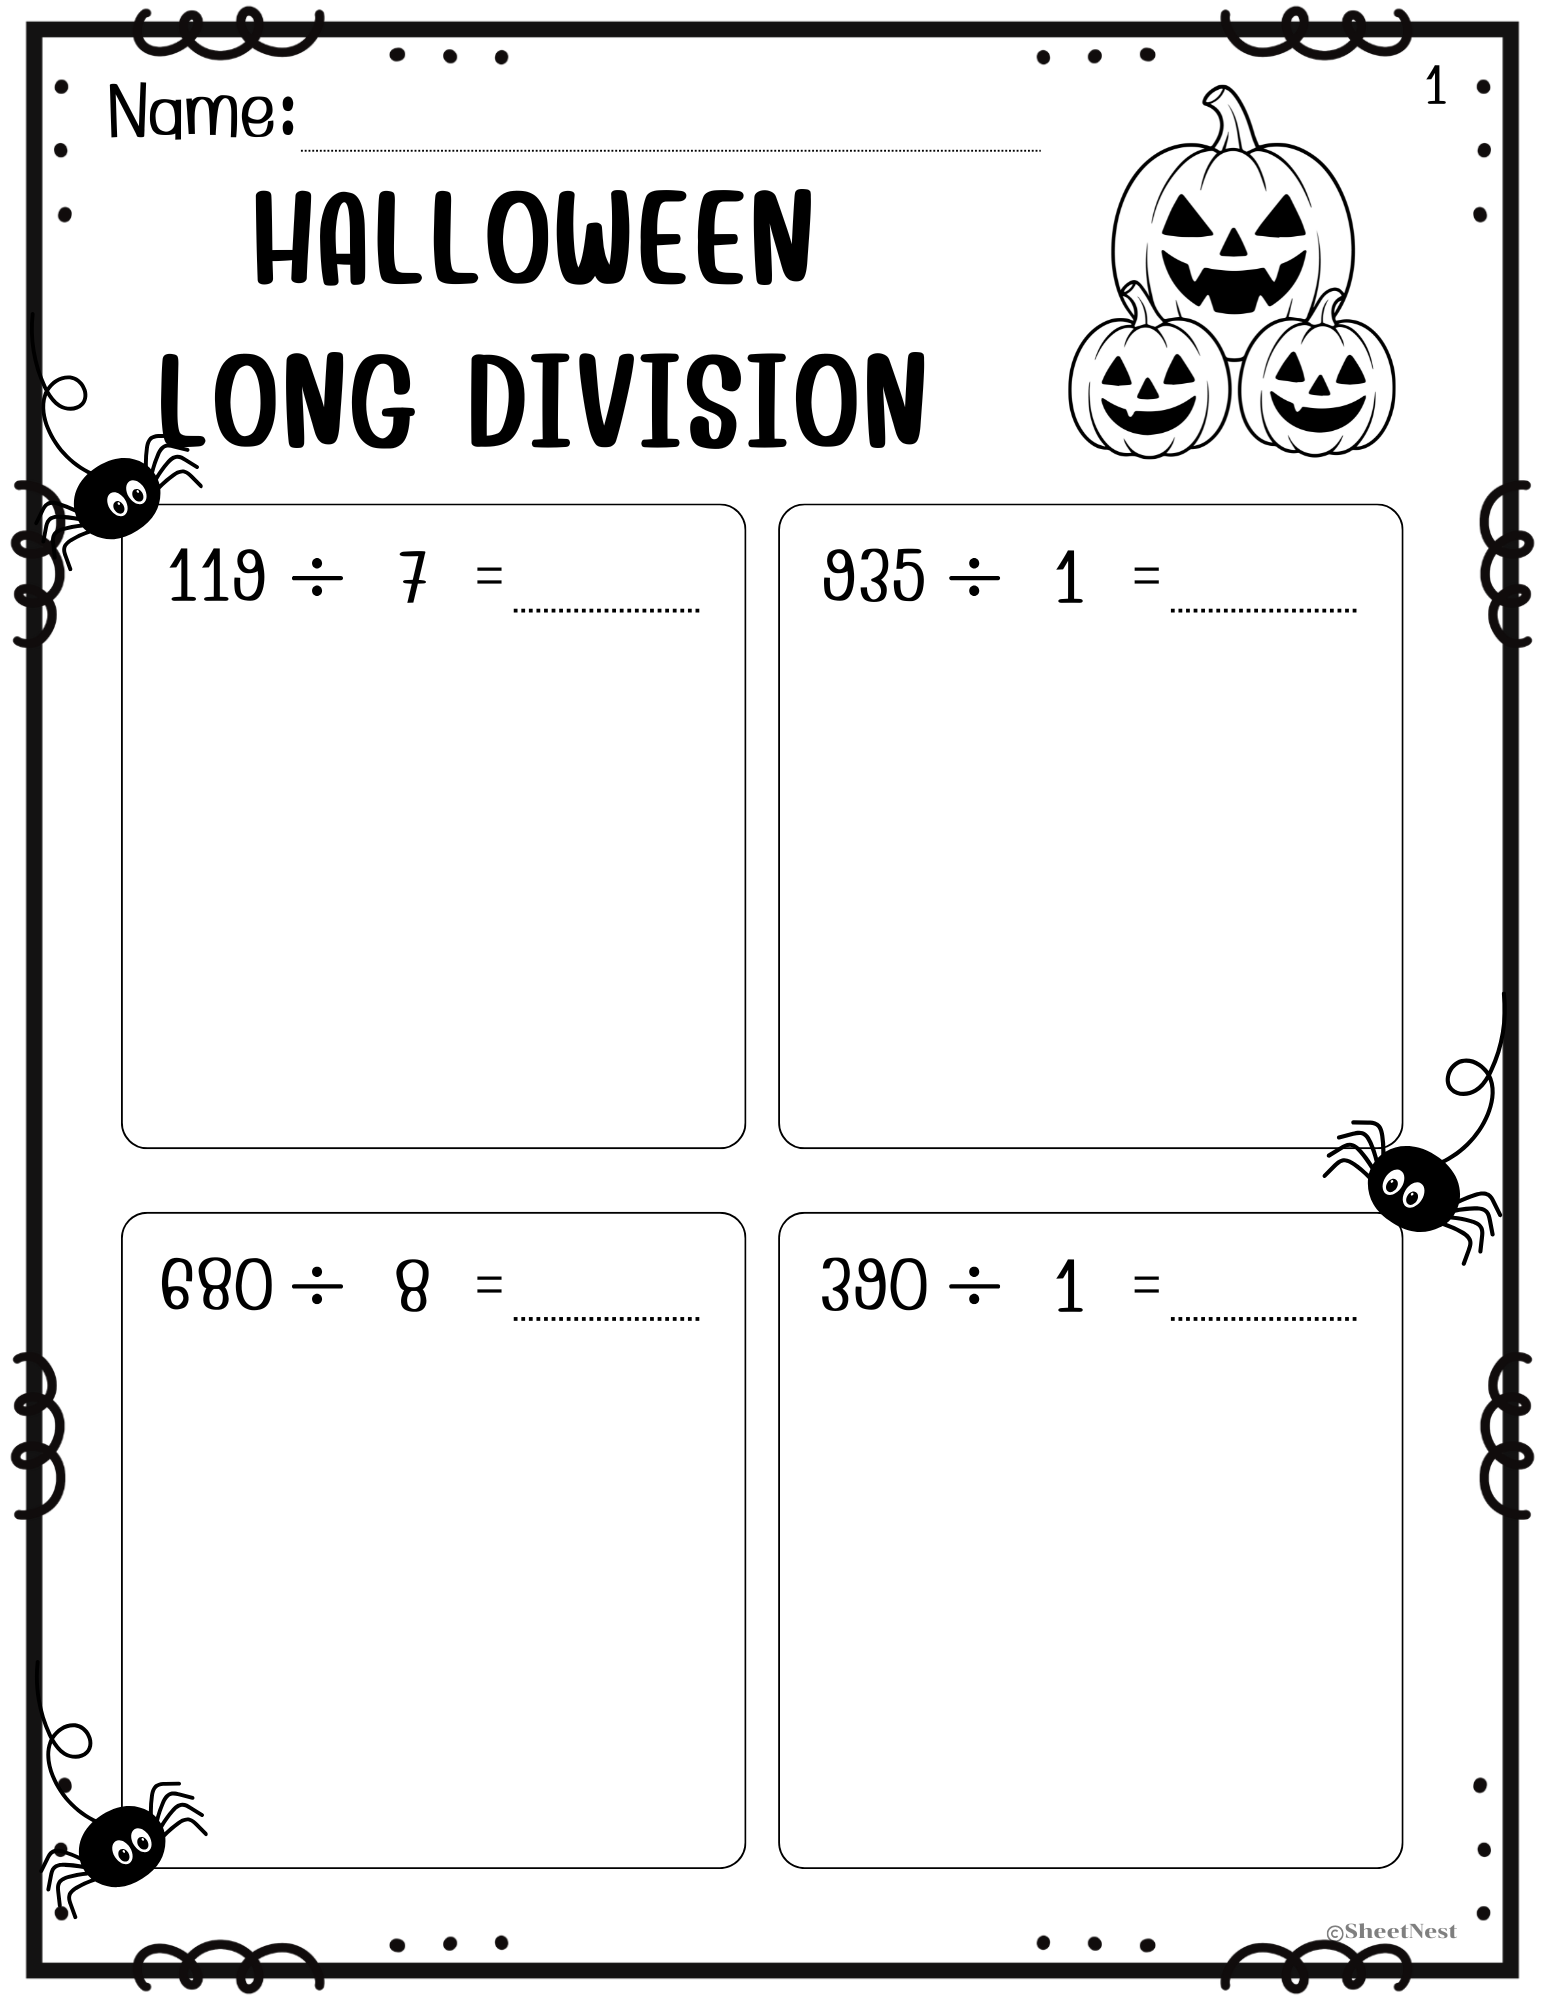 1
Name:
HALLOWEEN
LONG DIVISION
119 ÷ 7 =
935 ÷ 1 =
680 ÷ 8 =
390 ÷ 1 =
©SheetNest